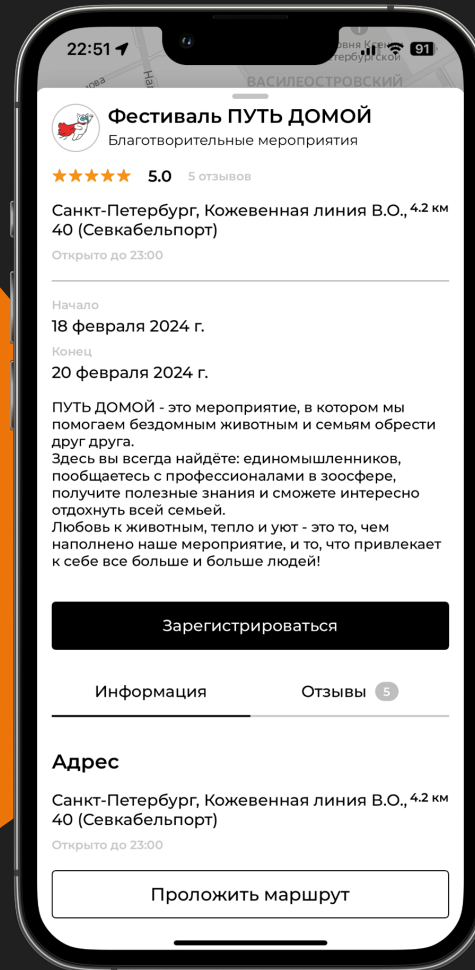 22:51
91
ВАСИЛЕОСТРОВСКИЙ
Фестиваль ПУТЬ ДОМОЙ
Благотворительные мероприятия
5.0 5 отзывов
Санкт-Петербург, Кожевенная линия В.О., 4.2 км
40 (Севкабельпорт)
Открыто до 23:00
Начало
18 февраля 2024 г.
Конец
20 февраля 2024 г.
ПУТЬ ДОМОЙ - это мероприятие, в котором мы
помогаем бездомным животным и семьям обрести
друг друга.
Здесь вы всегда найдёте: единомышленников,
пообщаетесь с профессионалами в зоосфере,
получите полезные знания и сможете интересно
отдохнуть всей семьей.
Любовь к животным, тепло и уют - это то, чем
наполнено наше мероприятие, и то, что привлекает
к себе все больше и больше людей!
Зарегистрироваться
Информация
Отзывы 5
Адрес
Санкт-Петербург, Кожевенная линия В.О., 4.2 км
40 (Севкабельпорт)
Открыто до 23:00
Проложить маршрут